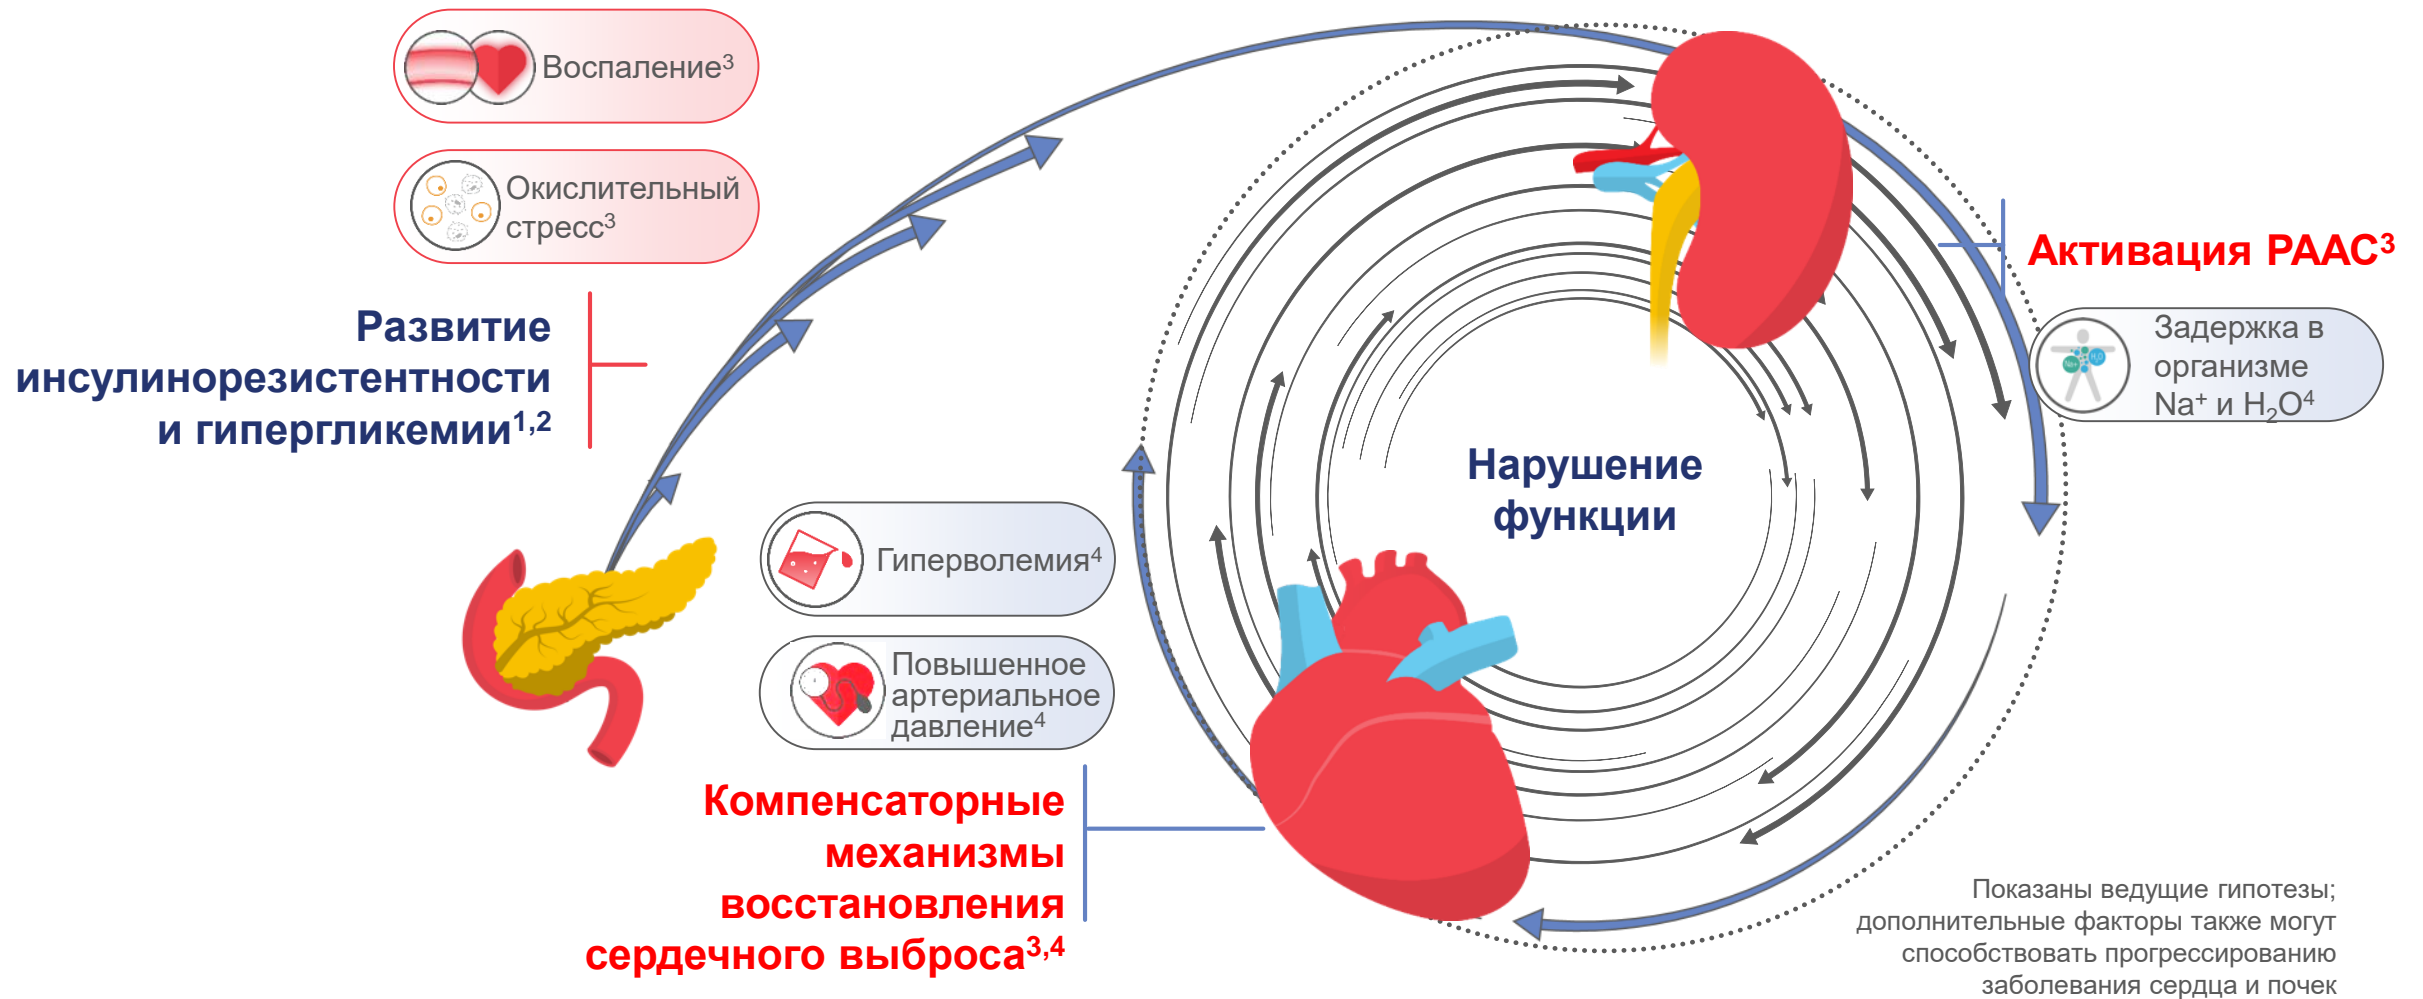 Воспаление³
Окислительный
стресс³
Развитие
инсулинорезистентности
и гипергликемии¹,²
Активация РААС³
Задержка в
организме
Na⁺ и H₂O⁴
Нарушение
функции
Гиперволемия⁴
Повышенное
артериальное
давление⁴
Компенсаторные
механизмы
восстановления
сердечного выброса³,⁴
Показаны ведущие гипотезы;
дополнительные факторы также могут
способствовать прогрессированию
заболевания сердца и почек